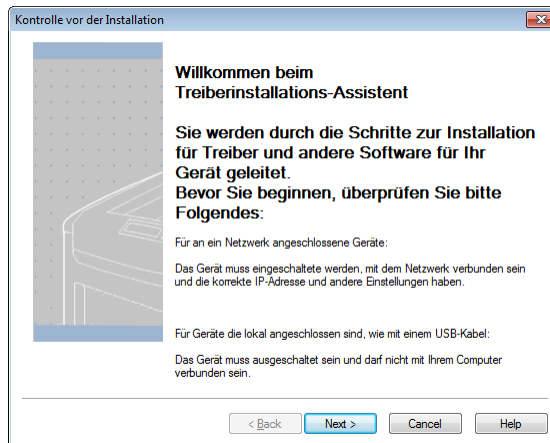 Kontrolle vor der Installation
Willkommen beim
Treiberinstallations-Assistent
Sie werden durch die Schritte zur Installation
für Treiber und andere Software für Ihr
Gerät geleitet.
Bevor Sie beginnen, überprüfen Sie bitte
Folgendes:
Für an ein Netzwerk angeschlossene Geräte:
Das Gerät muss eingeschaltete werden, mit dem Netzwerk verbunden sein
und die korrekte IP-Adresse und andere Einstellungen haben.
Für Geräte die lokal angeschlossen sind, wie mit einem USB-Kabel:
Das Gerät muss ausgeschaltet sein und darf nicht mit Ihrem Computer
verbunden sein.
< Back Next > Cancel Help